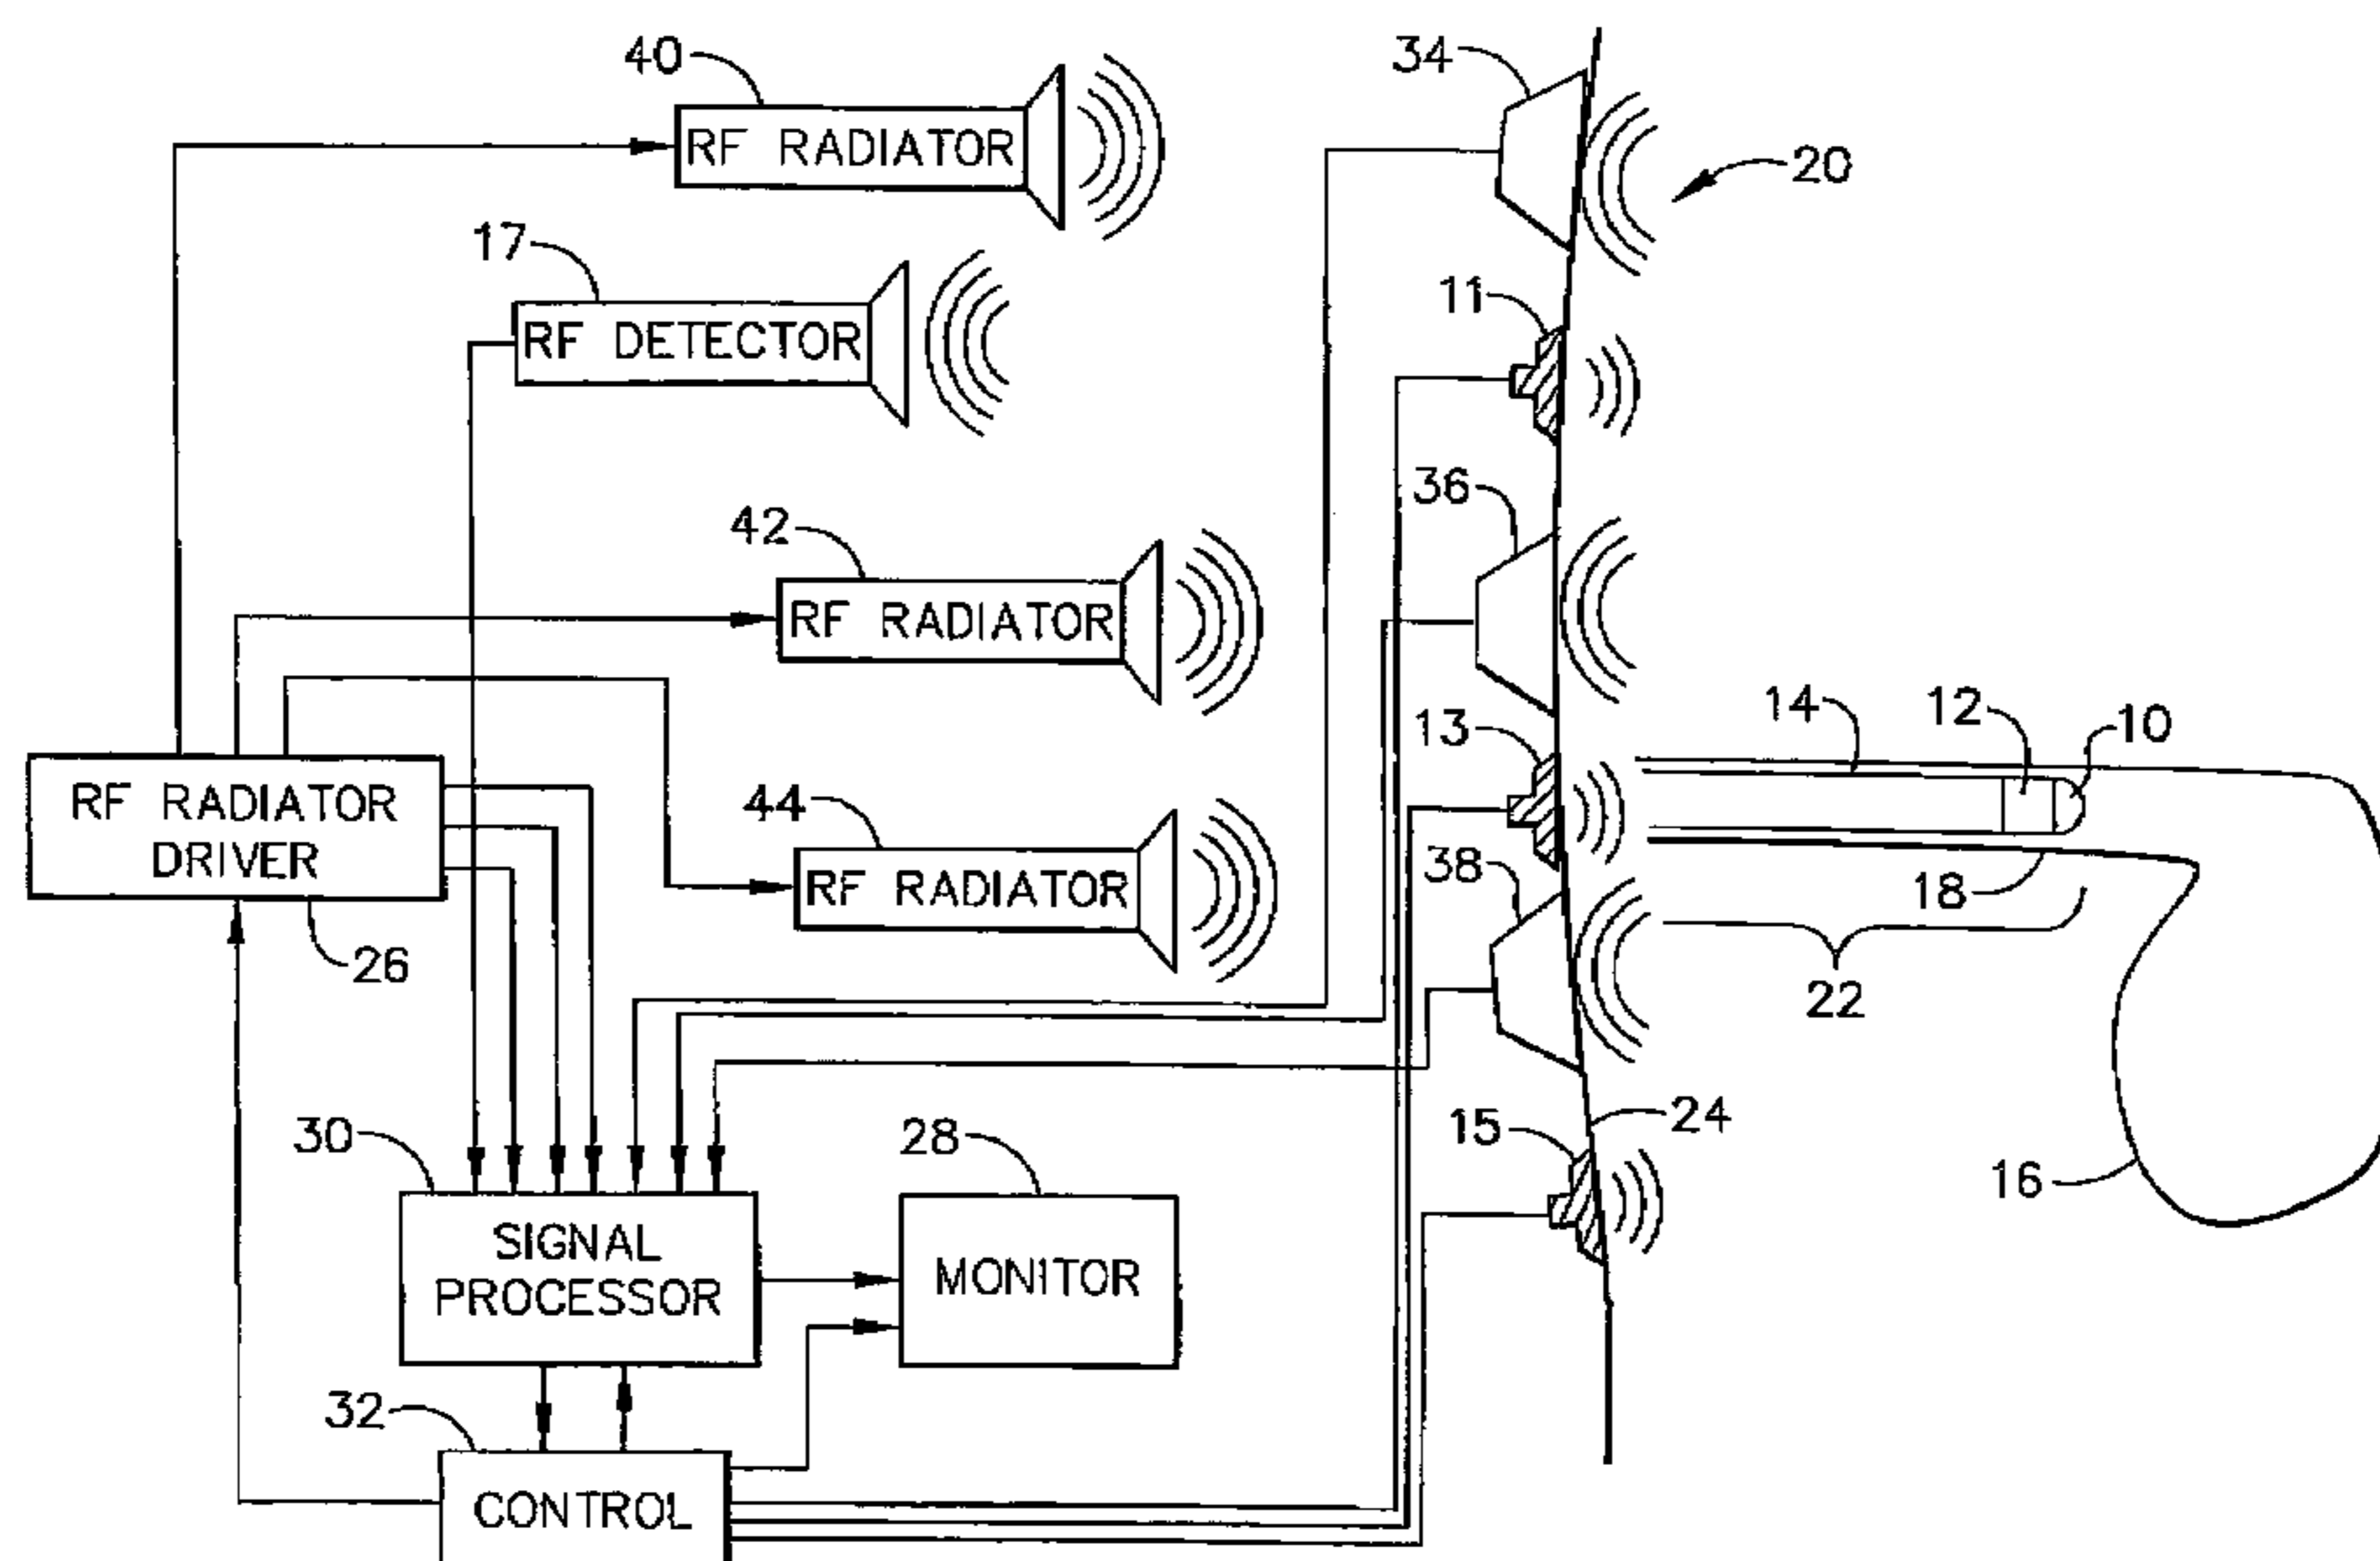 40
RF RADIATOR
34
20
17
RF DETECTOR
11
36
42
RF RADIATOR
14
12
10
13
RF RADIATOR
DRIVER
44
RF RADIATOR
38
18
26
22
30
28
15
24
16
SIGNAL
PROCESSOR
MONITOR
32
CONTROL